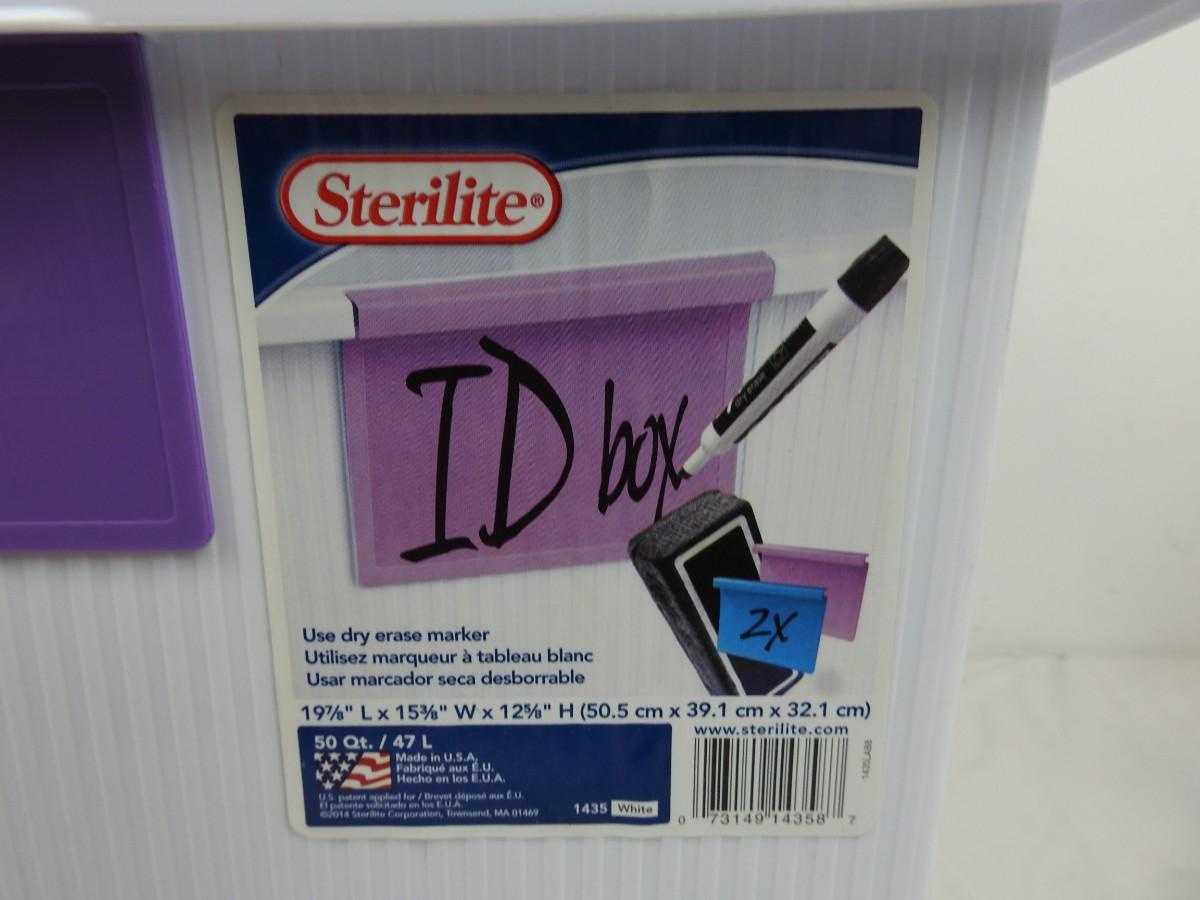 Sterilite®
ID box
dry erase
2X
Use dry erase marker
Utilisez marqueur à tableau blanc
Usar marcador seca desborrable
19⅞" L x 15⅜" W x 12⅝" H (50.5 cm x 39.1 cm x 32.1 cm)
50 Qt. / 47 L
Made in U.S.A.
Fabriqué aux É.U.
Hecho en los E.U.A.
U.S. patent applied for / Brevet déposé aux É.U.
El patente solicitado en los E.U.A.
©2014 Sterilite Corporation, Townsend, MA 01469
1435 White
www.sterilite.com
1435LABB
0 73149 14358 7